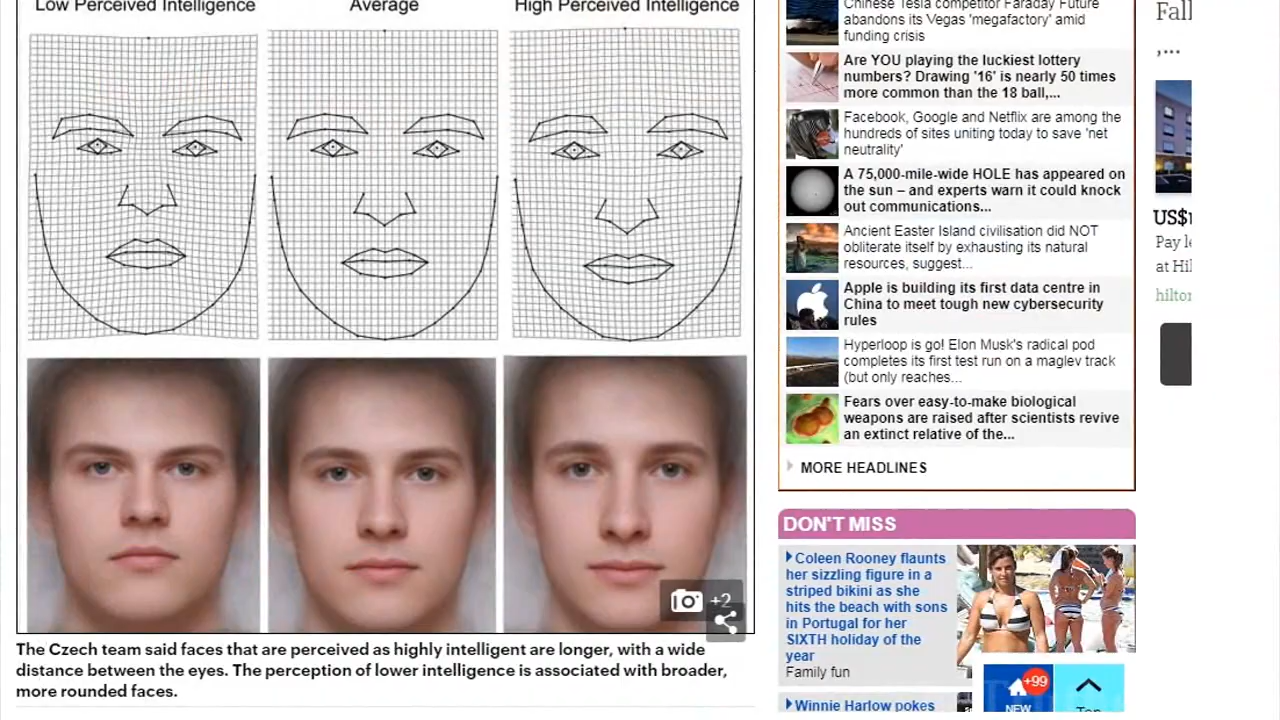 Low Perceived Intelligence
Average
High Perceived Intelligence
+2
The Czech team said faces that are perceived as highly intelligent are longer, with a wide
distance between the eyes. The perception of lower intelligence is associated with broader,
more rounded faces.
Chinese Tesla competitor Faraday Future
abandons its Vegas 'megafactory' amid
funding crisis
Are YOU playing the luckiest lottery
numbers? Drawing '16' is nearly 50 times
more common than the 18 ball,...
Facebook, Google and Netflix are among the
hundreds of sites uniting today to save 'net
neutrality'
A 75,000-mile-wide HOLE has appeared on
the sun – and experts warn it could knock
out communications...
Ancient Easter Island civilisation did NOT
obliterate itself by exhausting its natural
resources, suggest...
Apple is building its first data centre in
China to meet tough new cybersecurity
rules
Hyperloop is go! Elon Musk's radical pod
completes its first test run on a maglev track
(but only reaches...
Fears over easy-to-make biological
weapons are raised after scientists revive
an extinct relative of the...
MORE HEADLINES
DON'T MISS
Coleen Rooney flaunts
her sizzling figure in a
striped bikini as she
hits the beach with sons
in Portugal for her
SIXTH holiday of the
year
Family fun
Winnie Harlow pokes
+99
NEW
Top
Fall
,...
US$1
Pay le
at Hil
hilton